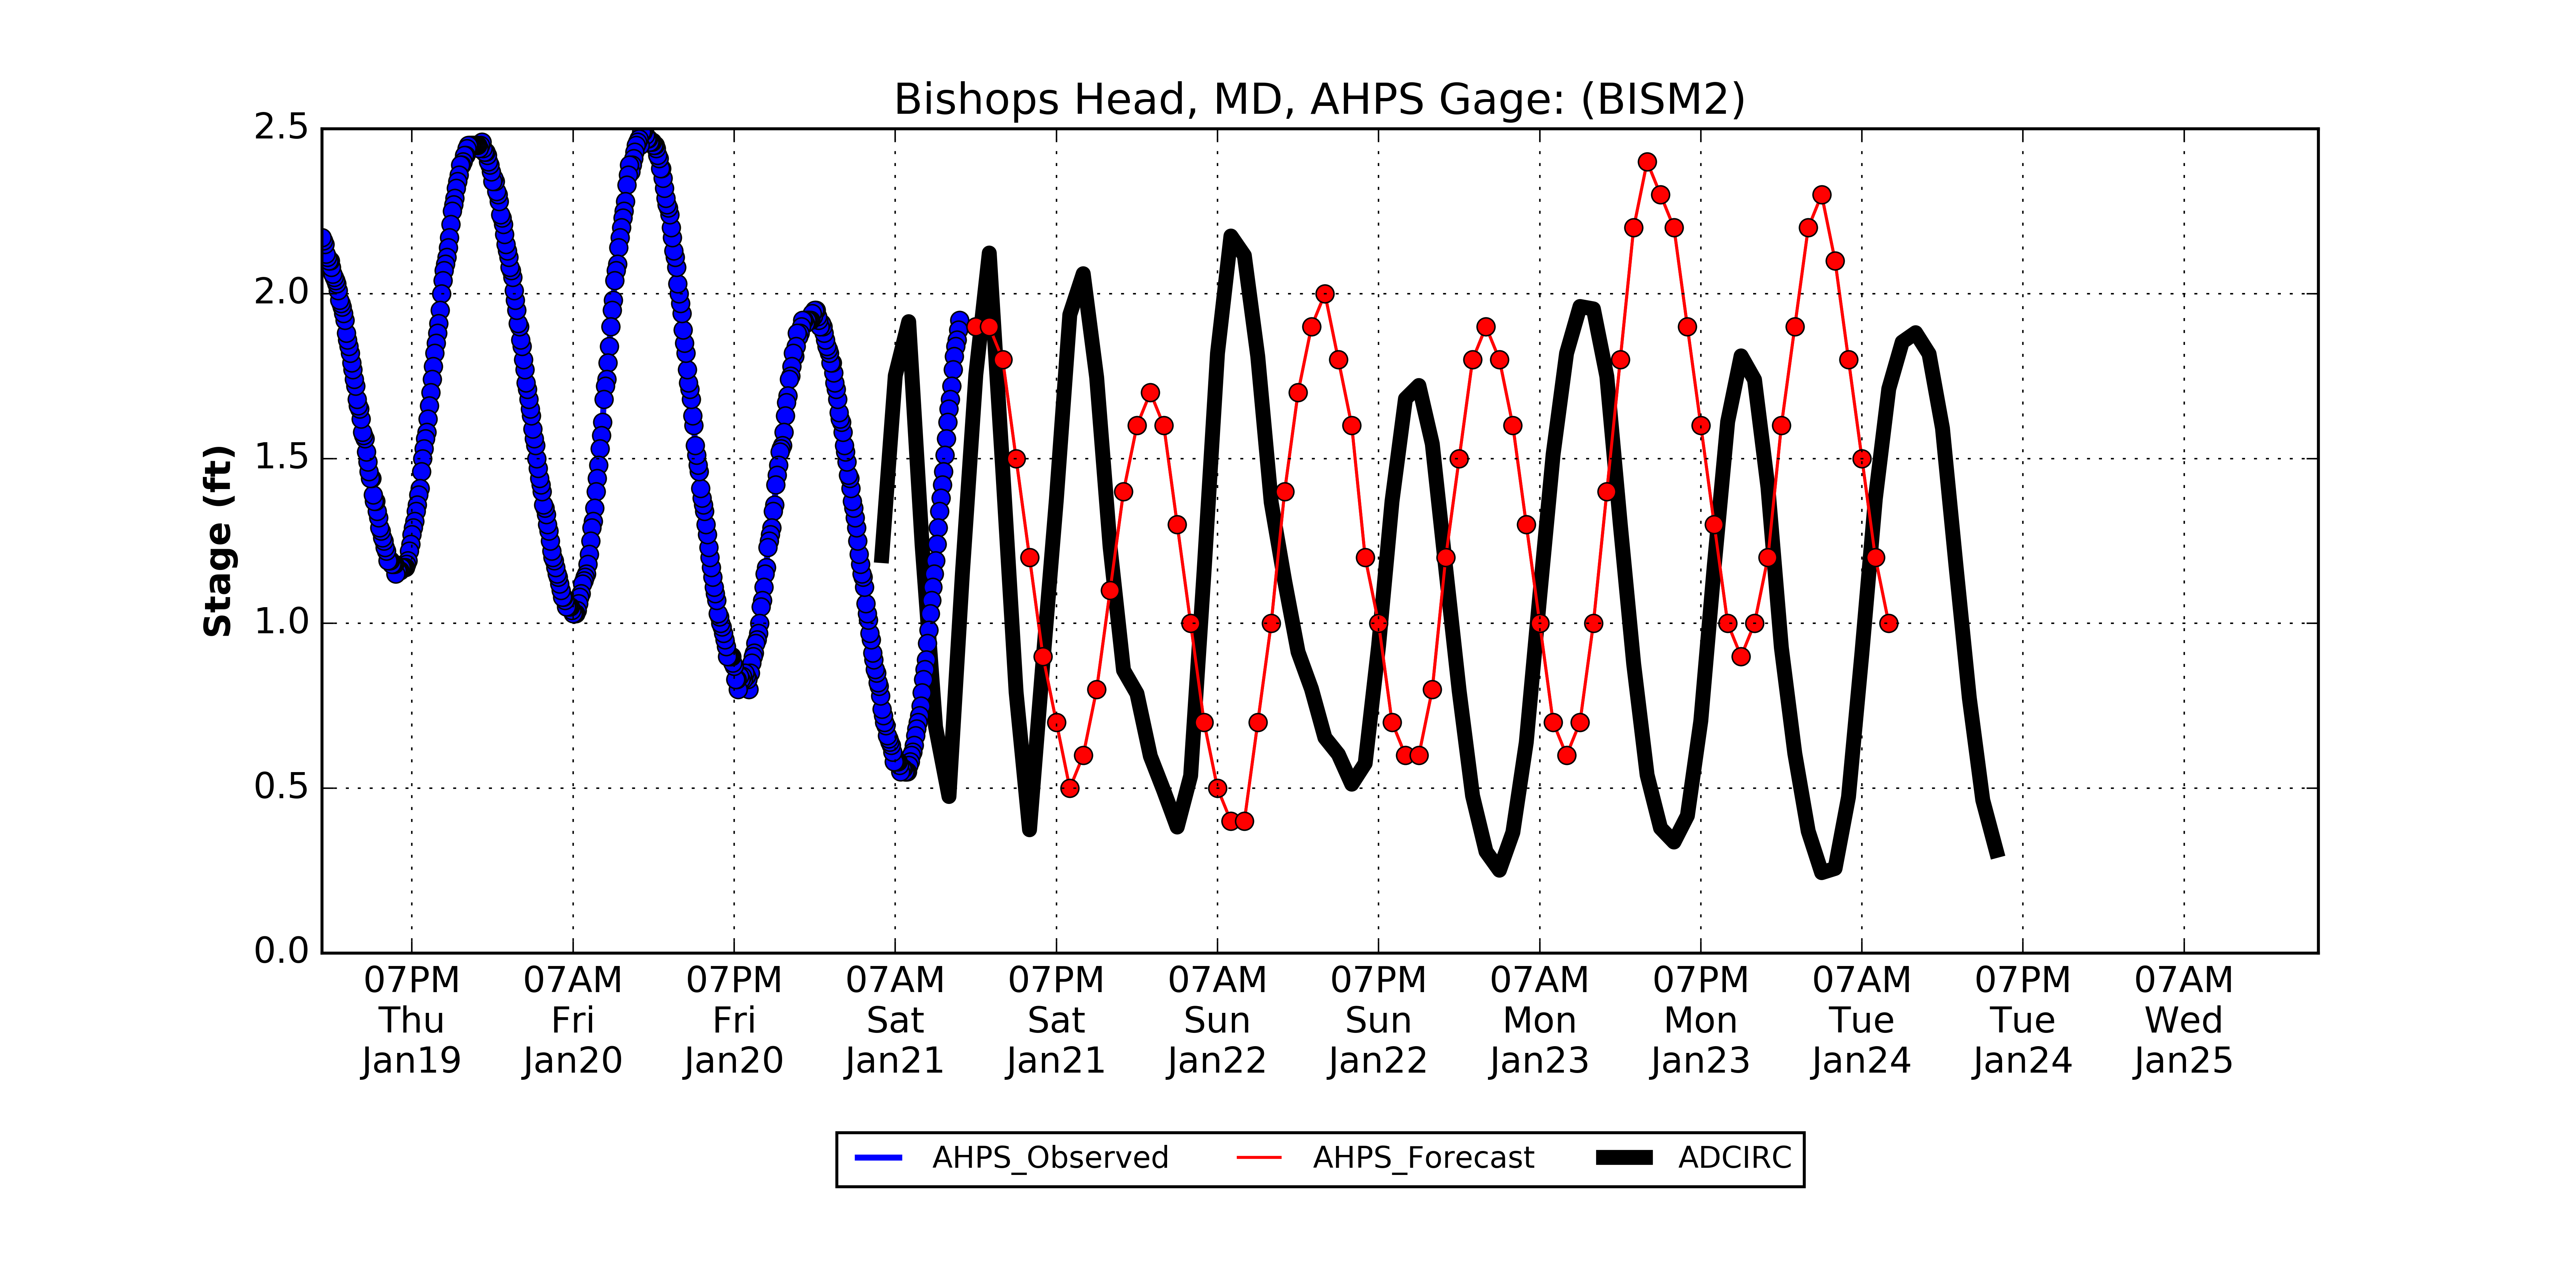 Bishops Head, MD, AHPS Gage: (BISM2)
Stage (ft)
2.5
2.0
1.5
1.0
0.5
0.0
07PM 07AM 07PM 07AM 07PM 07AM 07PM 07AM 07PM 07AM 07PM 07AM
Thu Fri Fri Sat Sat Sun Sun Mon Mon Tue Tue Wed
Jan19 Jan20 Jan20 Jan21 Jan21 Jan22 Jan22 Jan23 Jan23 Jan24 Jan24 Jan25
AHPS_Observed AHPS_Forecast ADCIRC